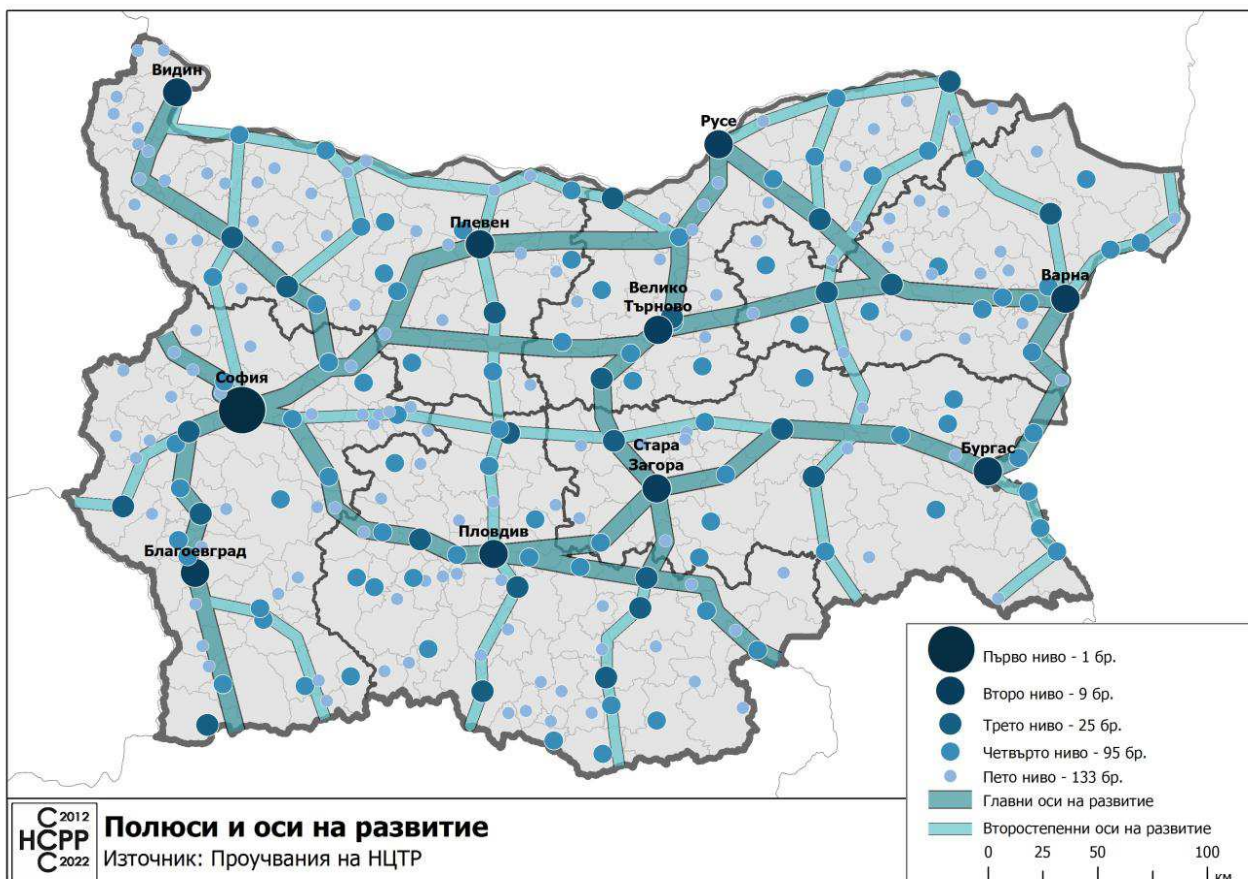 Видин
Русе
Плевен
Варна
Велико
Търново
София
Стара
Загора
Бургас
Пловдив
Благоевград
Първо ниво - 1 бр.
Второ ниво - 9 бр.
Трето ниво - 25 бр.
Четвърто ниво - 95 бр.
Пето ниво - 133 бр.
Главни оси на развитие
Второстепенни оси на развитие
0 25 50 100
км
С 2012
НСРР
С 2022
Полюси и оси на развитие
Източник: Проучвания на НЦТР